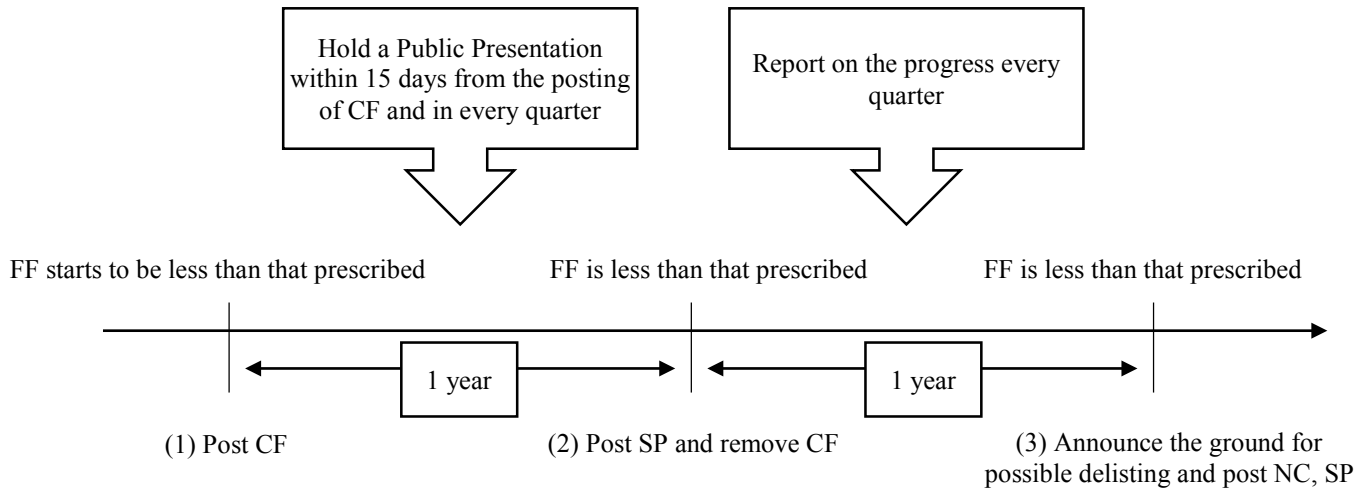 Hold a Public Presentation
within 15 days from the posting
of CF and in every quarter
Report on the progress every
quarter
FF starts to be less than that prescribed
FF is less than that prescribed
FF is less than that prescribed
1 year
1 year
(1) Post CF
(2) Post SP and remove CF
(3) Announce the ground for
possible delisting and post NC, SP